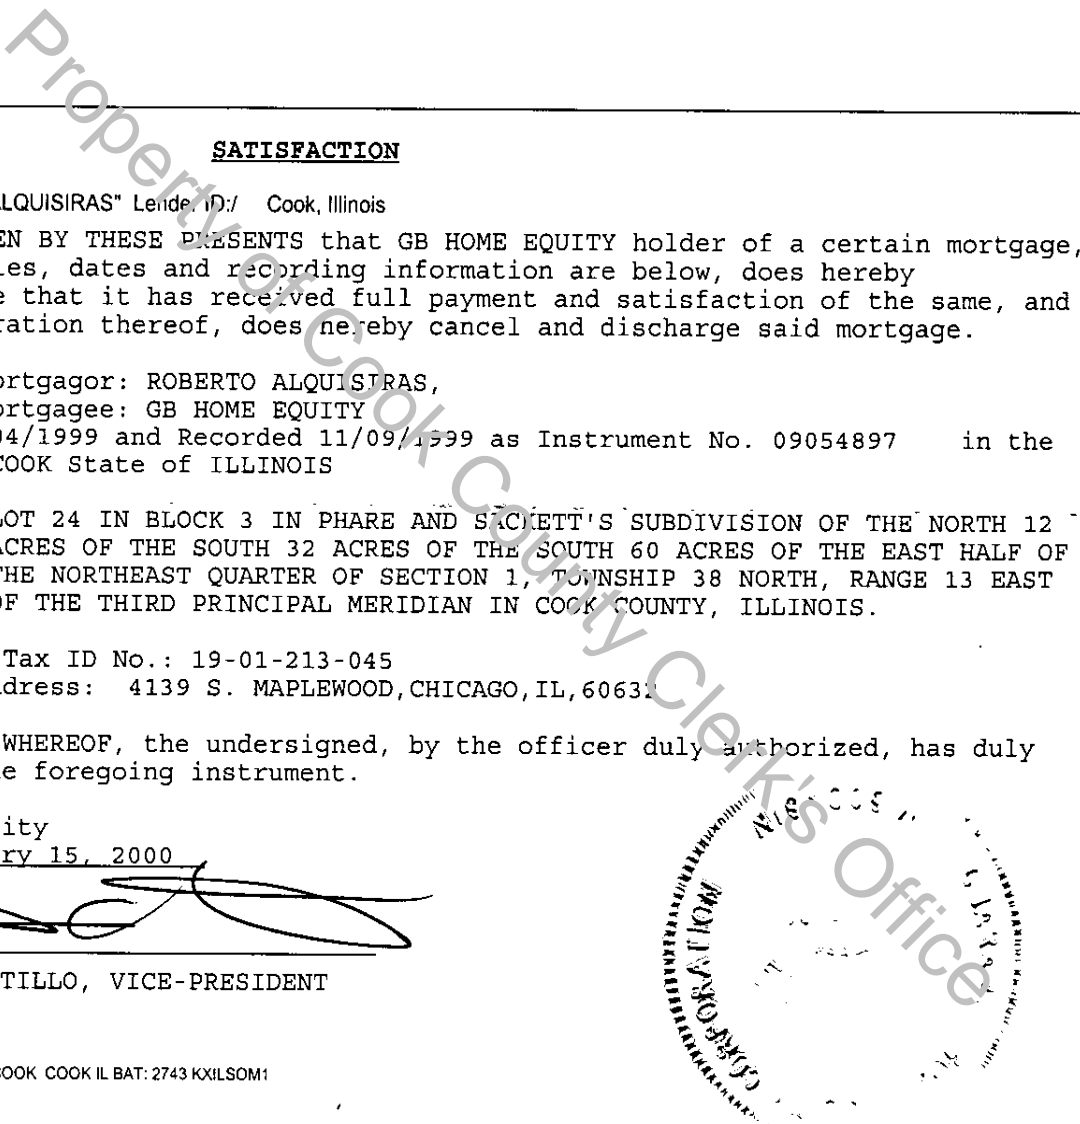 SATISFACTION
LQUISIRAS" Lender ID:/ Cook, Illinois
EN BY THESE PRESENTS that GB HOME EQUITY holder of a certain mortgage,
ies, dates and recording information are below, does hereby
e that it has received full payment and satisfaction of the same, and
ration thereof, does hereby cancel and discharge said mortgage.
ortgagor: ROBERTO ALQUISIRAS,
ortgagee: GB HOME EQUITY
04/1999 and Recorded 11/09/1999 as Instrument No. 09054897 in the
COOK State of ILLINOIS
LOT 24 IN BLOCK 3 IN PHARE AND SACKETT'S SUBDIVISION OF THE NORTH 12
ACRES OF THE SOUTH 32 ACRES OF THE SOUTH 60 ACRES OF THE EAST HALF OF
THE NORTHEAST QUARTER OF SECTION 1, TOWNSHIP 38 NORTH, RANGE 13 EAST
OF THE THIRD PRINCIPAL MERIDIAN IN COOK COUNTY, ILLINOIS.
Tax ID No.: 19-01-213-045
dress: 4139 S. MAPLEWOOD,CHICAGO,IL,60632
WHEREOF, the undersigned, by the officer duly authorized, has duly
e foregoing instrument.
ity
ry 15, 2000
TILLO, VICE-PRESIDENT
OOK COOK IL BAT: 2743 KXILSOM1
CORPORATION
Property of Cook County Clerk's Office